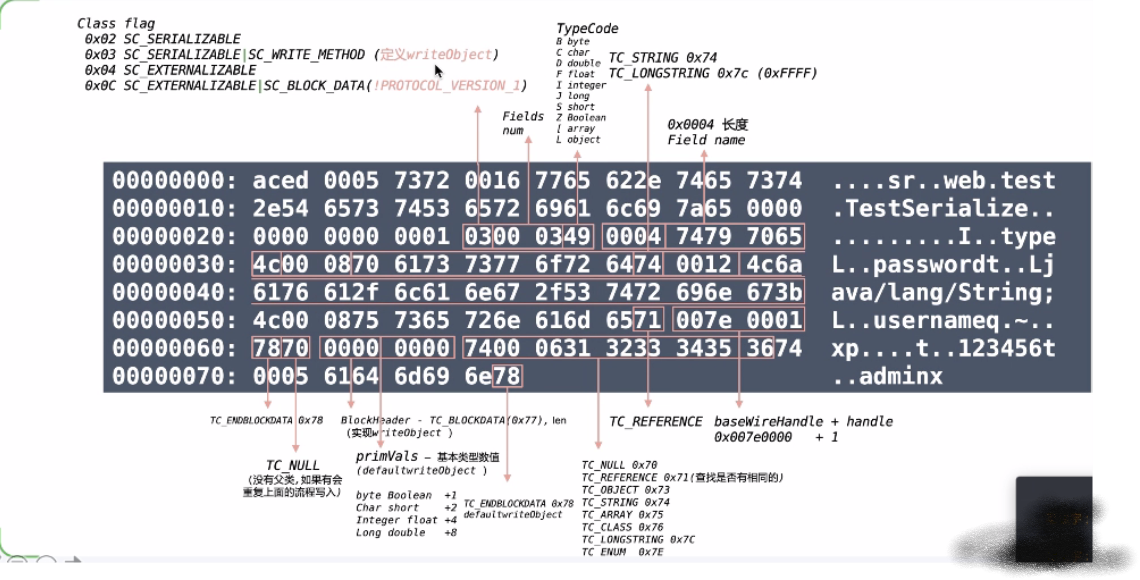 Class flag
0x02 SC_SERIALIZABLE
0x03 SC_SERIALIZABLE|SC_WRITE_METHOD (定义writeObject)
0x04 SC_EXTERNALIZABLE
0x0C SC_EXTERNALIZABLE|SC_BLOCK_DATA(!PROTOCOL_VERSION_1)
Fields
num
TypeCode
B byte
C char
D double
F float
I integer
J long
S short
Z Boolean
[ array
L object
TC_STRING 0x74
TC_LONGSTRING 0x7c (0xFFFF)
0x0004 长度
Field name
00000000: aced 0005 7372 0016 7765 622e 7465 7374 ....sr..web.test
00000010: 2e54 6573 7453 6572 6961 6c69 7a65 0000 .TestSerialize..
00000020: 0000 0000 0001 0300 0349 0004 7479 7065 .........I..type
00000030: 4c00 0870 6173 7377 6f72 6474 0012 4c6a L..passwordt..Lj
00000040: 6176 612f 6c61 6e67 2f53 7472 696e 673b ava/lang/String;
00000050: 4c00 0875 7365 726e 616d 6571 007e 0001 L..usernameq.~..
00000060: 7870 0000 0000 7400 0631 3233 3435 3674 xp....t..123456t
00000070: 0005 6164 6d69 6e78 ..adminx
TC_ENDBLOCKDATA 0x78
BlockHeader - TC_BLOCKDATA(0x77), len
(实现writeObject )
TC_NULL
(没有父类,如果有会
重复上面的流程写入)
primVals – 基本类型数值
(defaultwriteObject )
byte Boolean +1
Char short +2
Integer float +4
Long double +8
TC_ENDBLOCKDATA 0x78
defaultwriteObject
TC_REFERENCE
baseWireHandle + handle
0x007e0000 + 1
TC_NULL 0x70
TC_REFERENCE 0x71(查找是否有相同的)
TC_OBJECT 0x73
TC_STRING 0x74
TC_ARRAY 0x75
TC_CLASS 0x76
TC_LONGSTRING 0x7C
TC_ENUM 0x7E